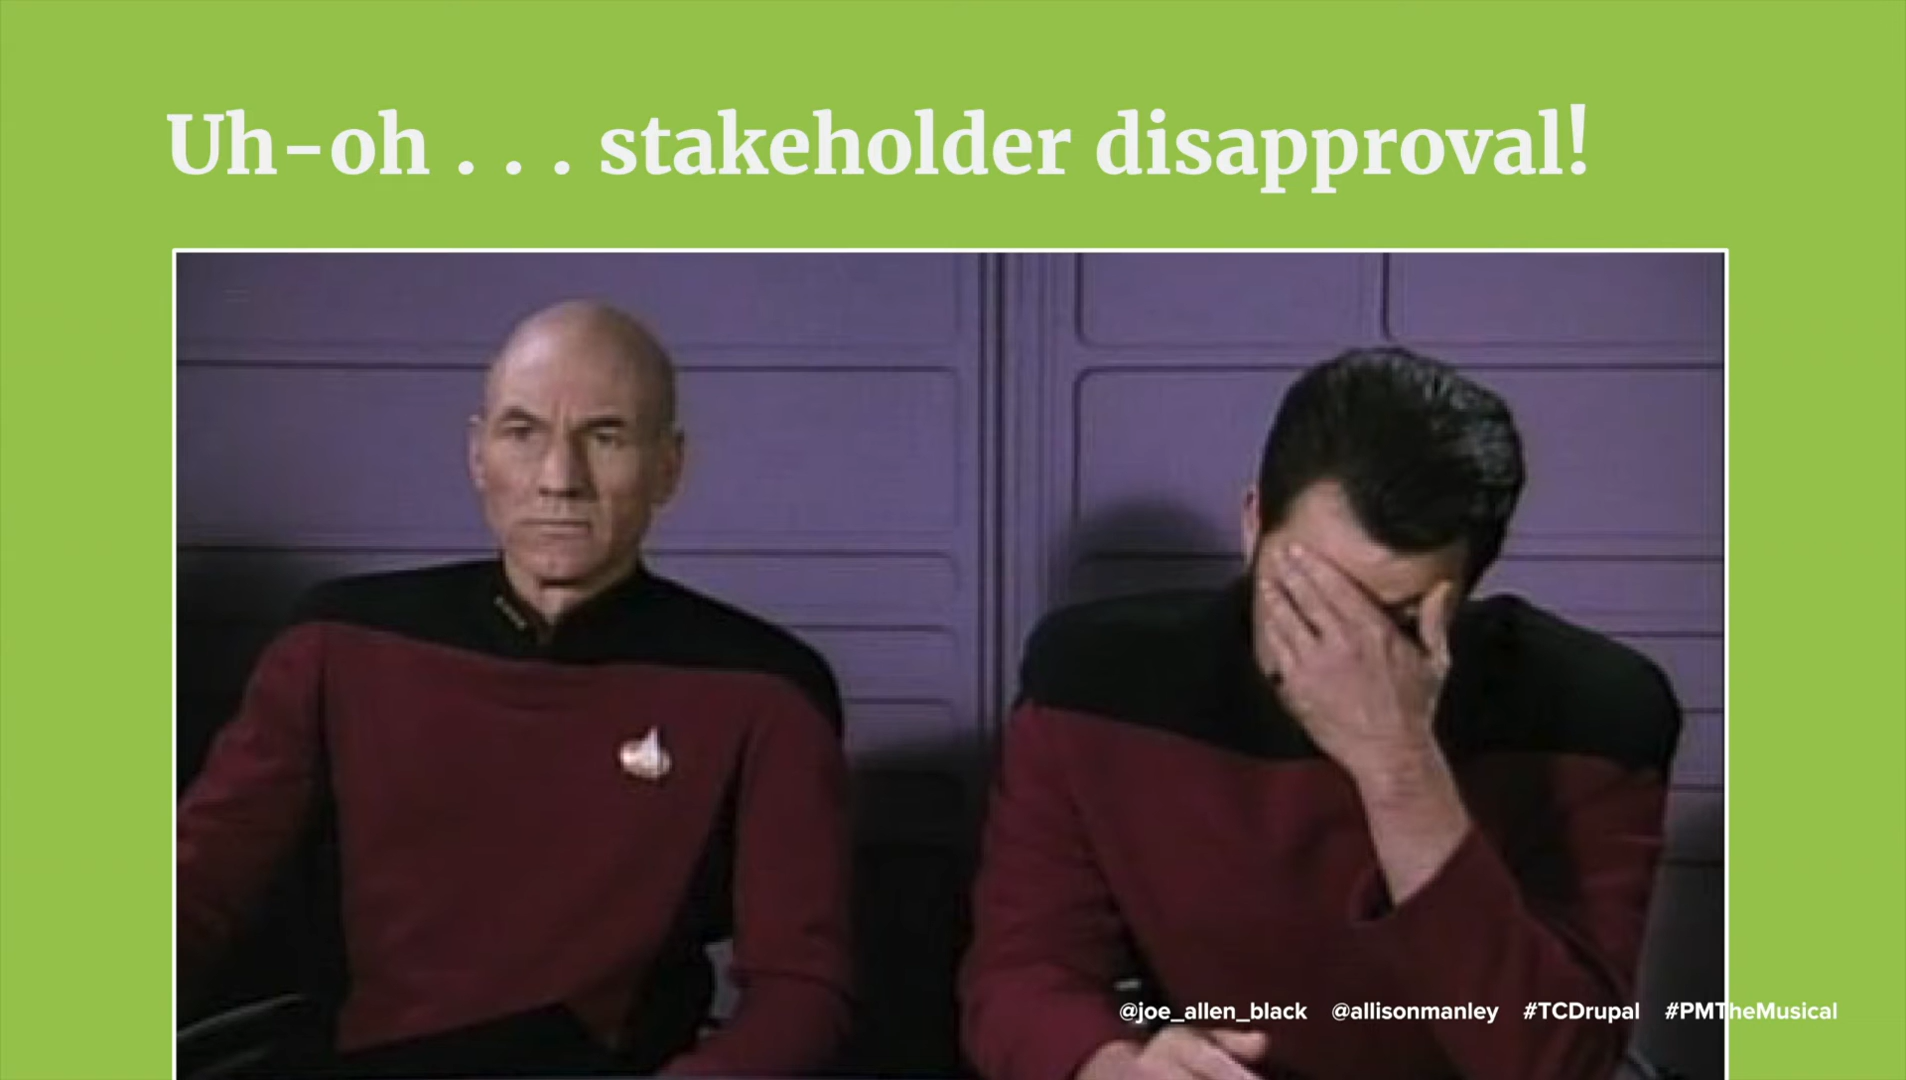 Uh-oh . . . stakeholder disapproval!
@joe_allen_black @allisonmanley #TCDrupal #PMTheMusical